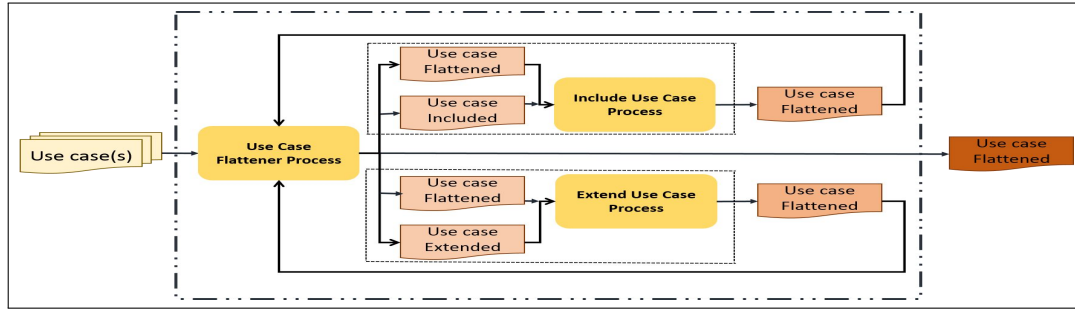 Use case(s)
Use Case
Flattener Process
Use case
Flattened
Use case
Included
Include Use Case
Process
Use case
Flattened
Use case
Flattened
Use case
Extended
Extend Use Case
Process
Use case
Flattened
Use case
Flattened